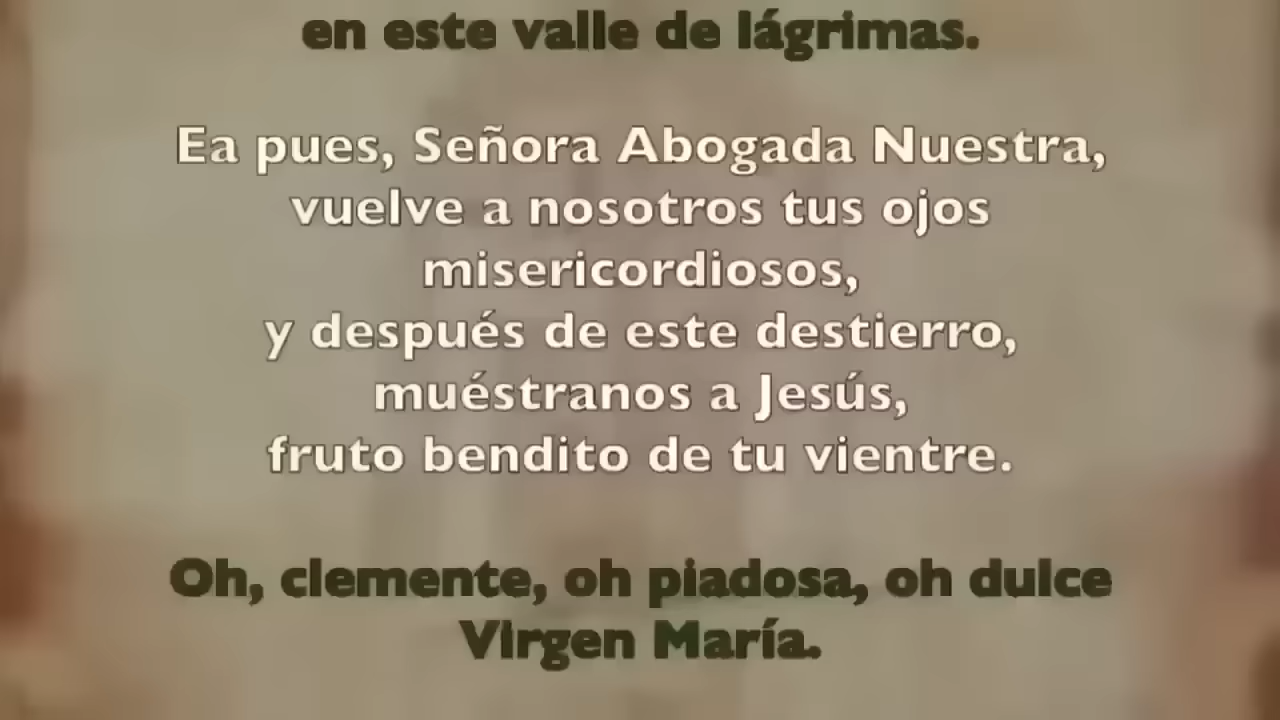 en este valle de lágrimas.
Ea pues, Señora Abogada Nuestra,
vuelve a nosotros tus ojos
misericordiosos,
y después de este destierro,
muéstranos a Jesús,
fruto bendito de tu vientre.
Oh, clemente, oh piadosa, oh dulce
Virgen María.